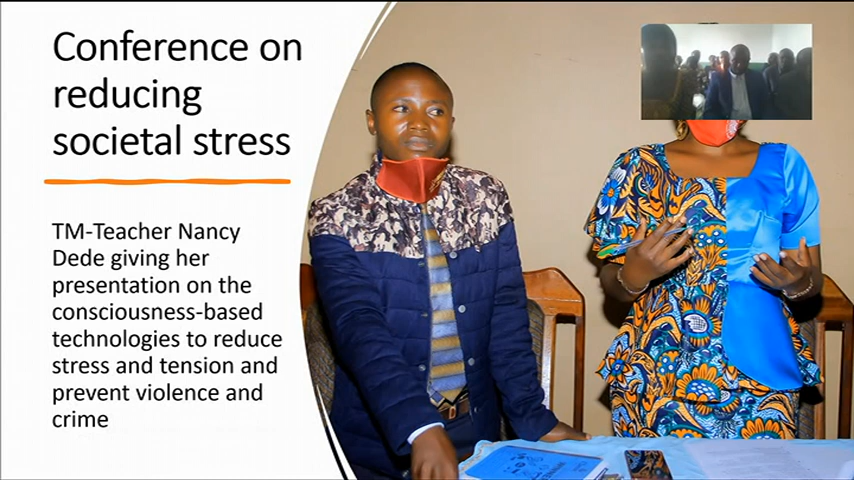 Conference on
reducing
societal stress
TM-Teacher Nancy
Dede giving her
presentation on the
consciousness-based
technologies to reduce
stress and tension and
prevent violence and
crime